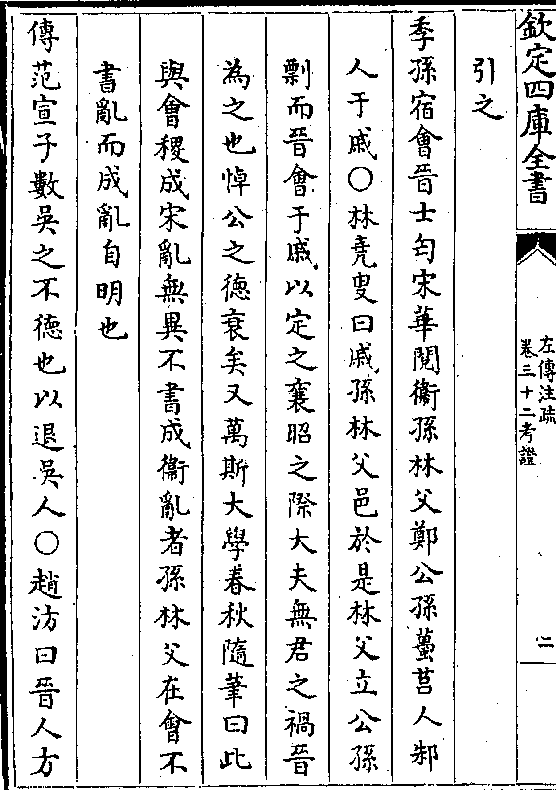 欽定四庫全書
左傳注疏
卷三十二考證
二
引之
季孫宿會晉士匄宋華閱衞孫林父鄭公孫蠆莒人邾
人于戚○林堯叟曰戚孫林父邑於是林父立公孫
剽而晉會于戚以定之襄昭之際大夫無君之禍晉
為之也悼公之德衰矣又萬斯大學春秋隨筆曰此
與會稷成宋亂無異不書成衞亂者孫林父在會不
書亂而成亂自明也
傳范宣子數吳之不德也以退吳人○趙汸曰晉人方